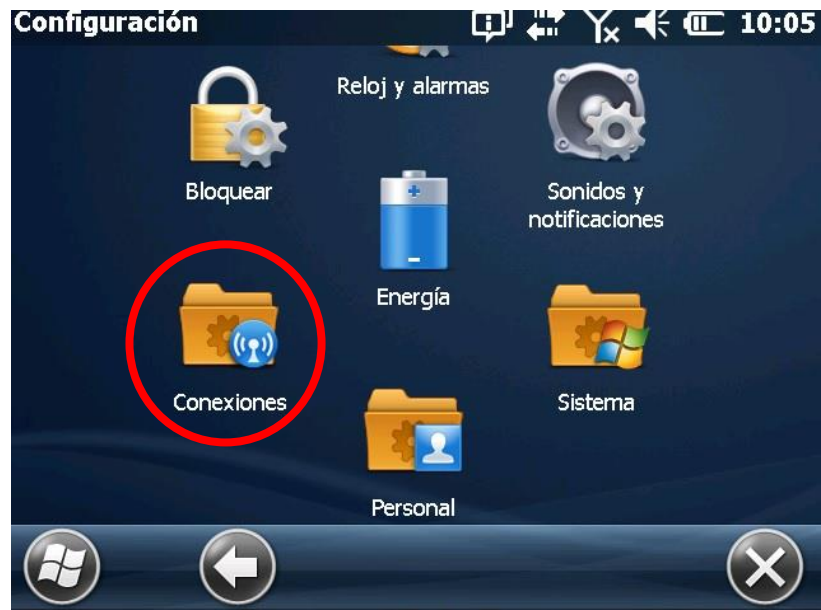 Configuración
10:05
Reloj y alarmas
Bloquear
Sonidos y
notificaciones
Energía
Conexiones
Sistema
Personal